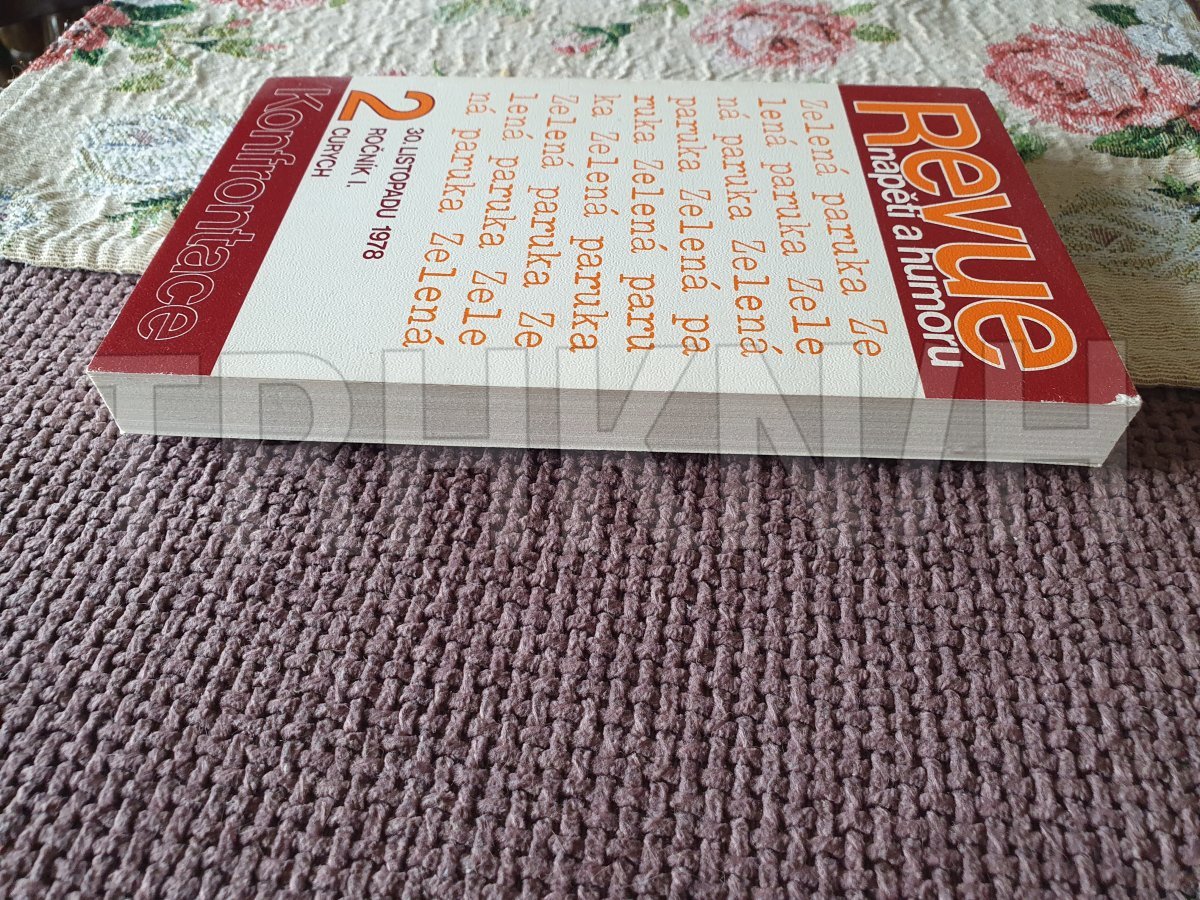 Revue
napětí a humoru
Zelená paruka Ze
lená paruka Zele
ná paruka Zelená
paruka Zelená pa
ruka Zelená paru
ka Zelená paruka
Zelená paruka Ze
lená paruka Zele
ná paruka Zelená
2
30 LISTOPADU 1978
ROČNÍK I.
CURYCH
Konfrontace
TRHKNIH